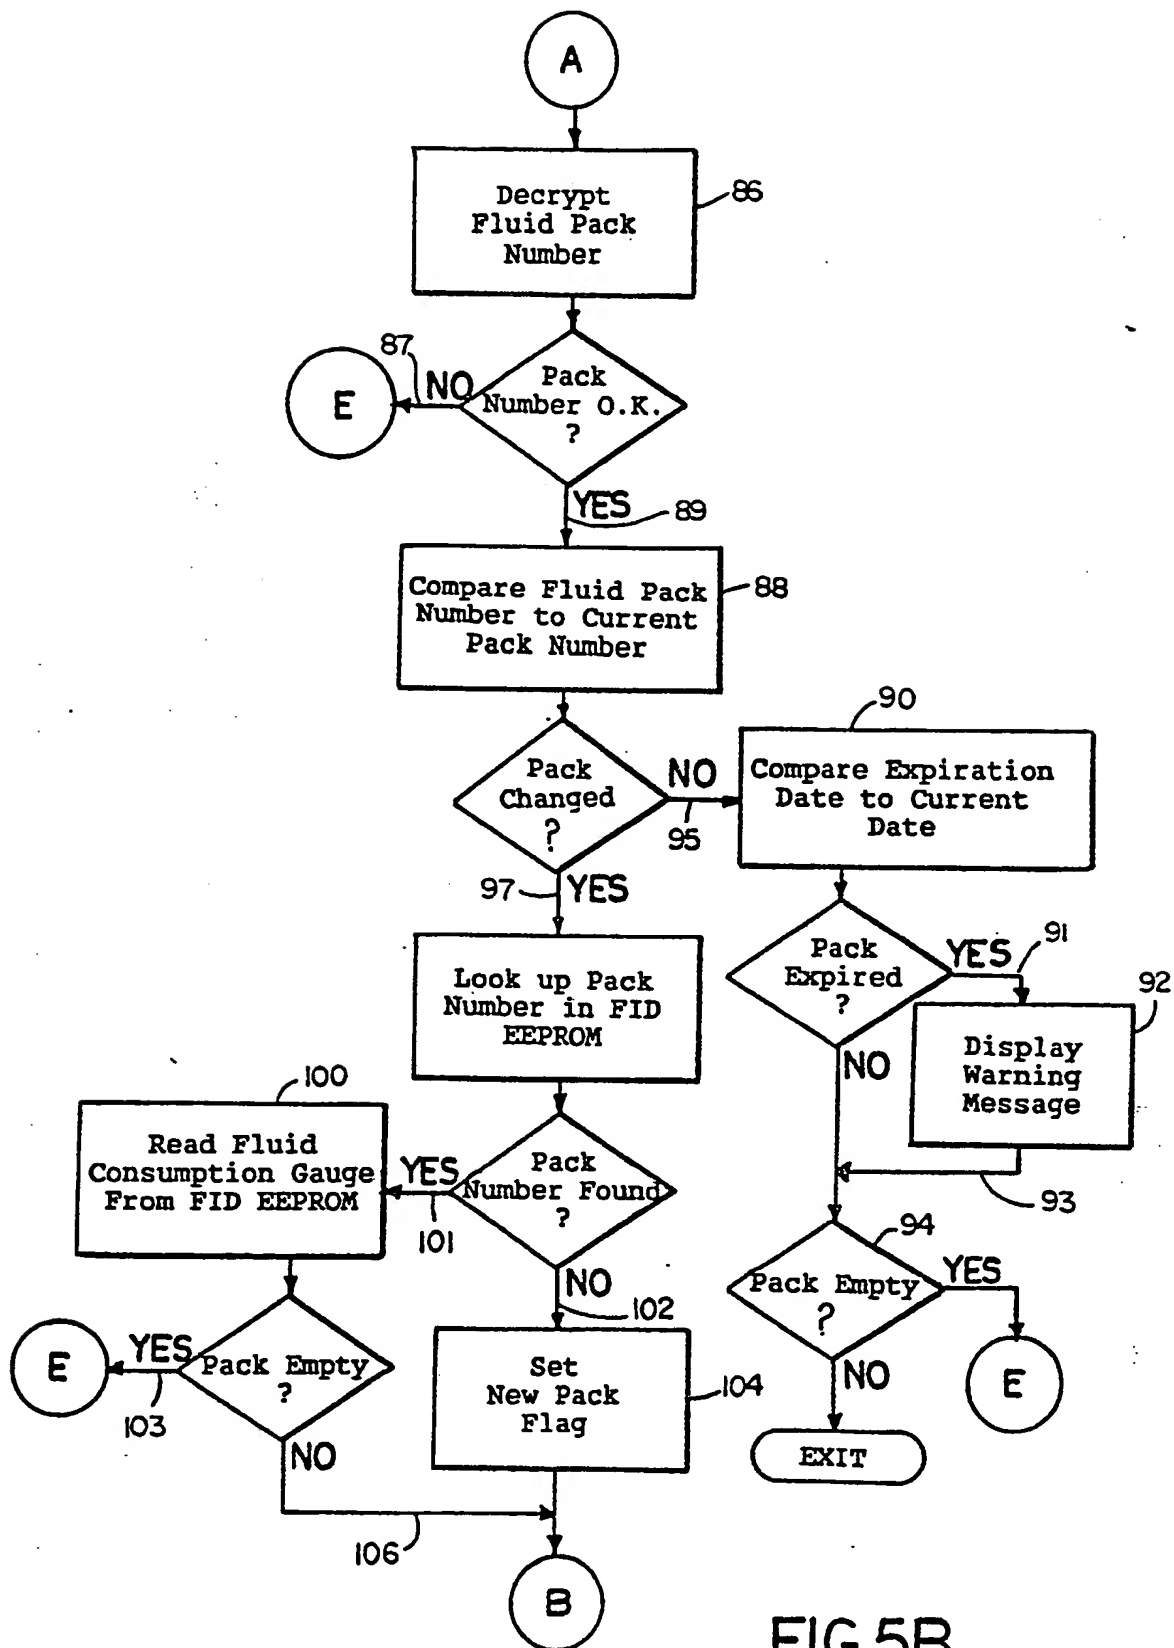 A
Decrypt
Fluid Pack
Number
86
87
NO
E
Pack
Number O.K.
?
YES
89
Compare Fluid Pack
Number to Current
Pack Number
88
90
Pack
Changed
?
NO
95
Compare Expiration
Date to Current
Date
97
YES
Pack
Expired
?
YES
91
92
Look up Pack
Number in FID
EEPROM
NO
Display
Warning
Message
100
Read Fluid
Consumption Gauge
From FID EEPROM
YES
101
Pack
Number Found
?
93
94
NO
102
Pack Empty
?
YES
E
YES
103
Pack Empty
?
Set
New Pack
Flag
104
NO
E
NO
EXIT
106
B
FIG.5B